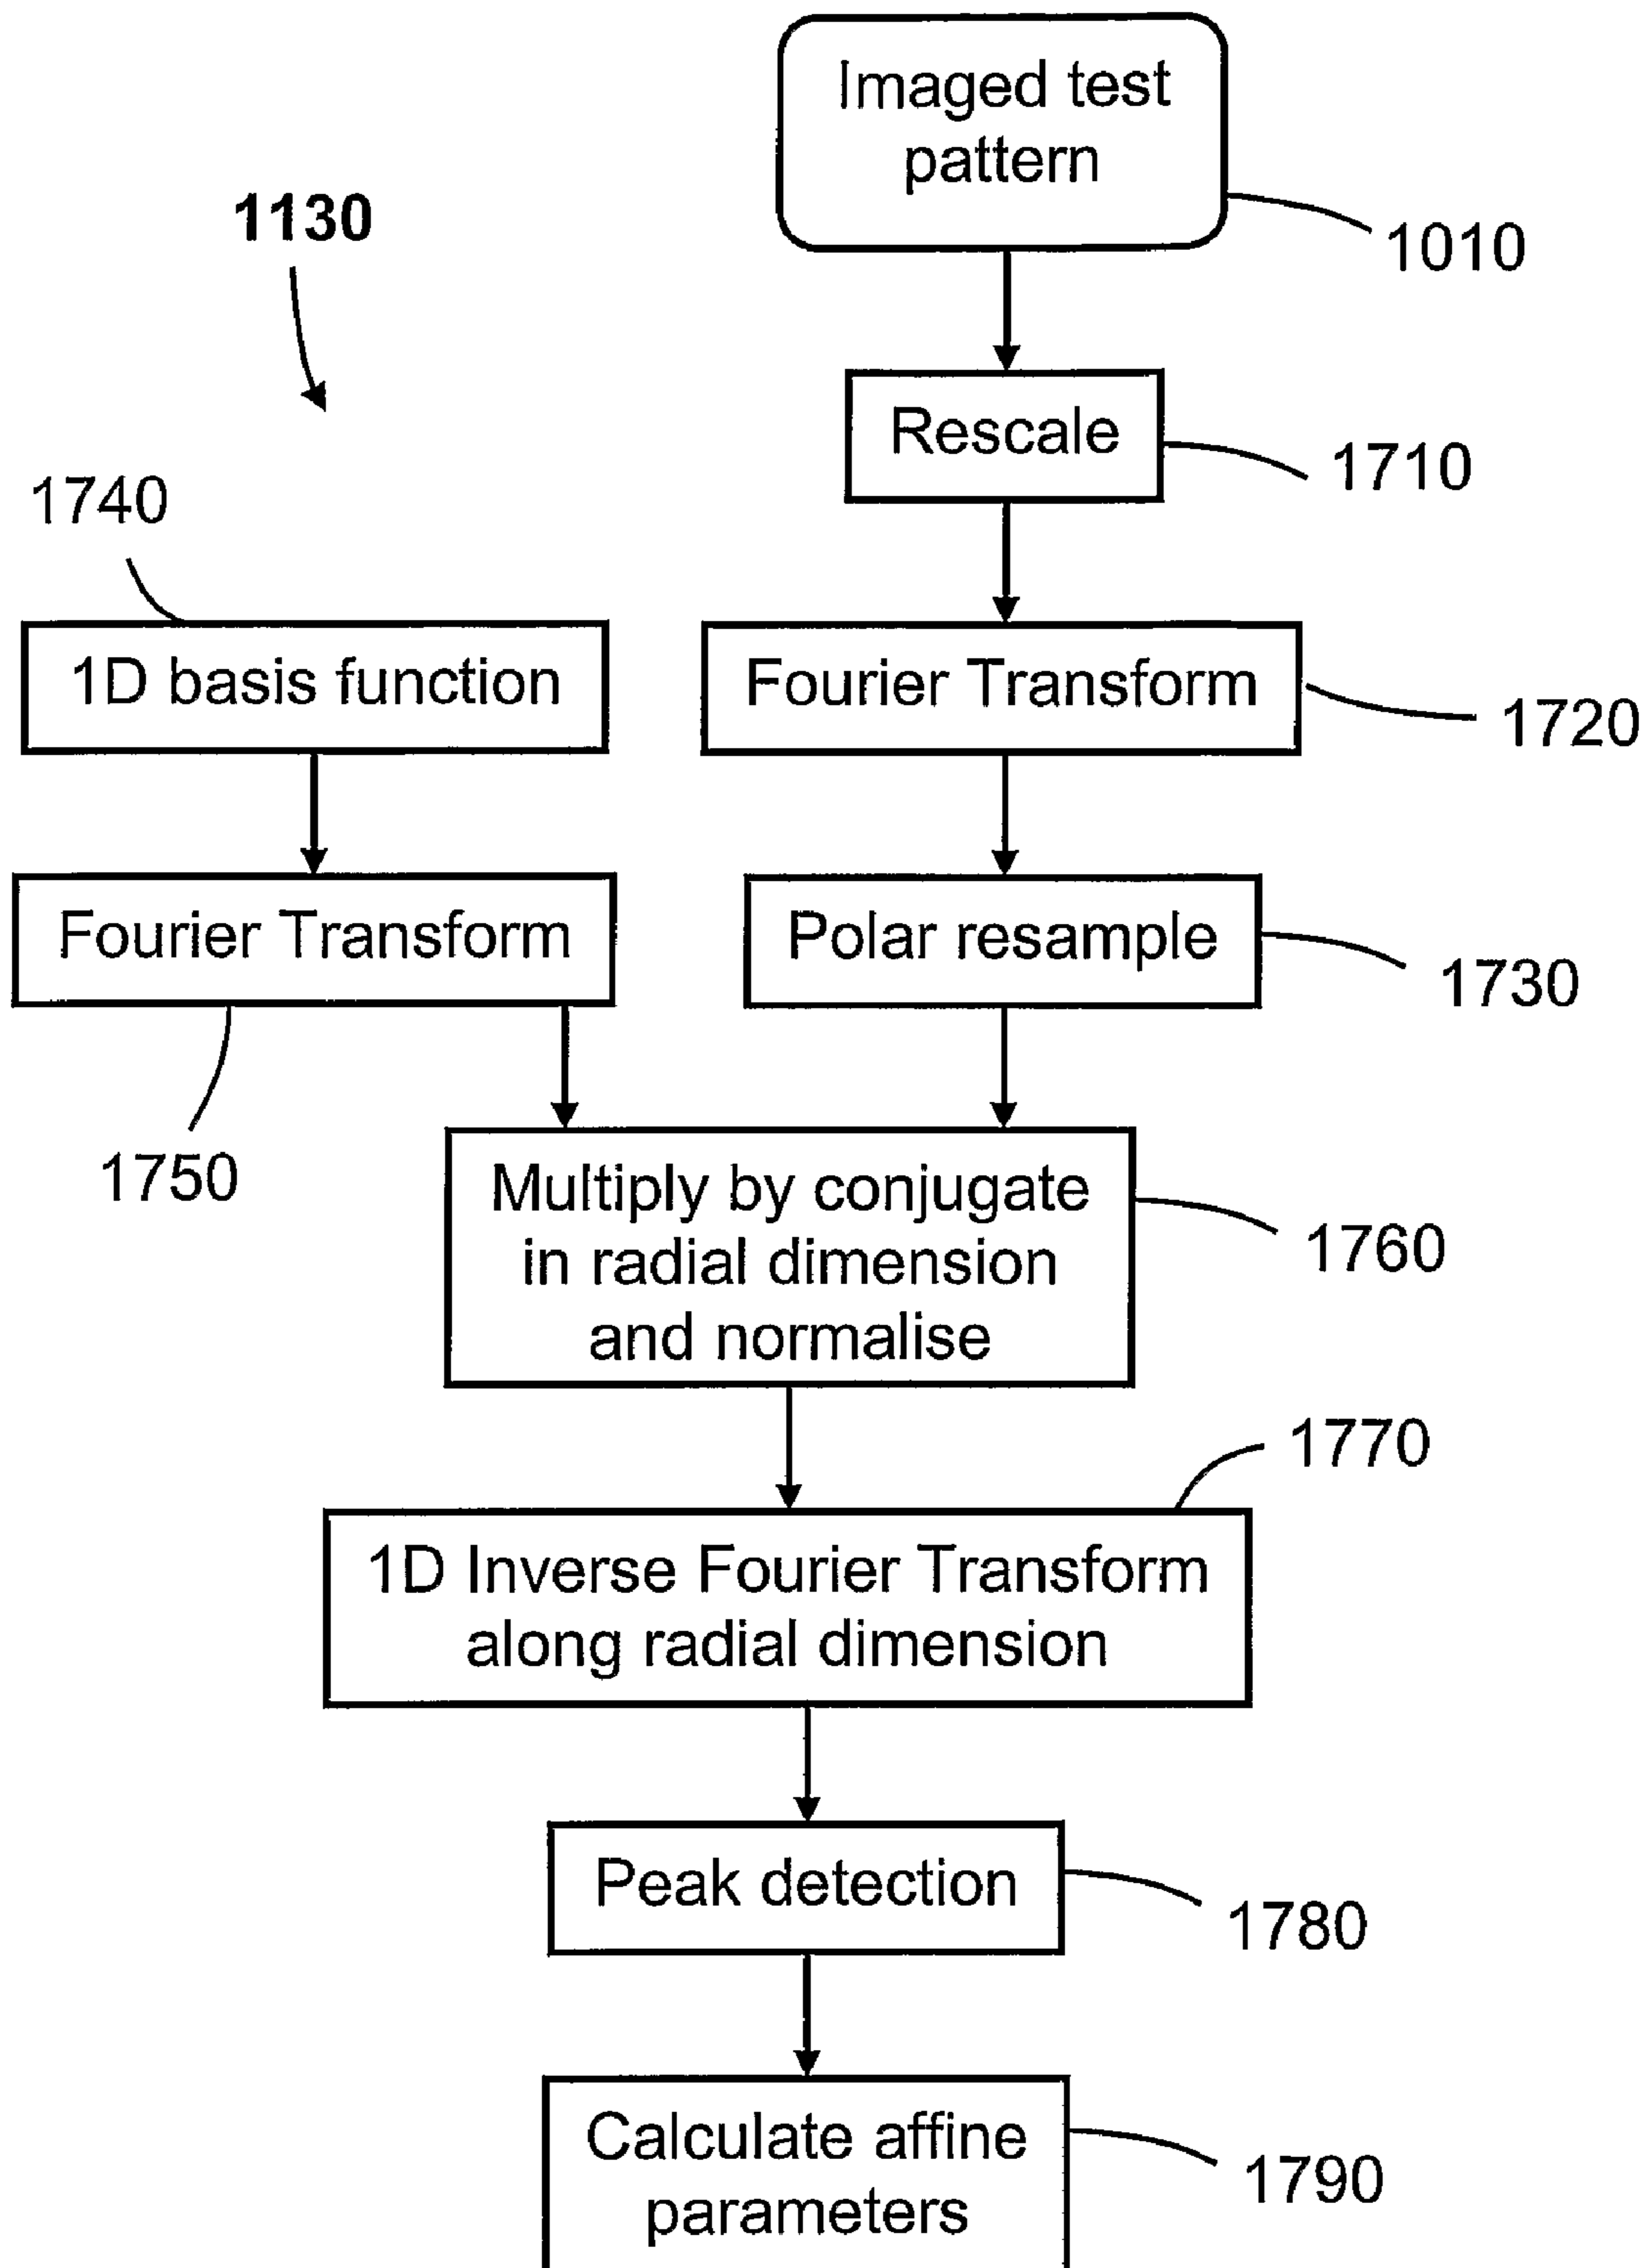 Imaged test
pattern
1130
1010
Rescale
1710
1740
1D basis function
Fourier Transform
1720
Fourier Transform
Polar resample
1730
1750
Multiply by conjugate
in radial dimension
and normalise
1760
1770
1D Inverse Fourier Transform
along radial dimension
Peak detection
1780
Calculate affine
parameters
1790